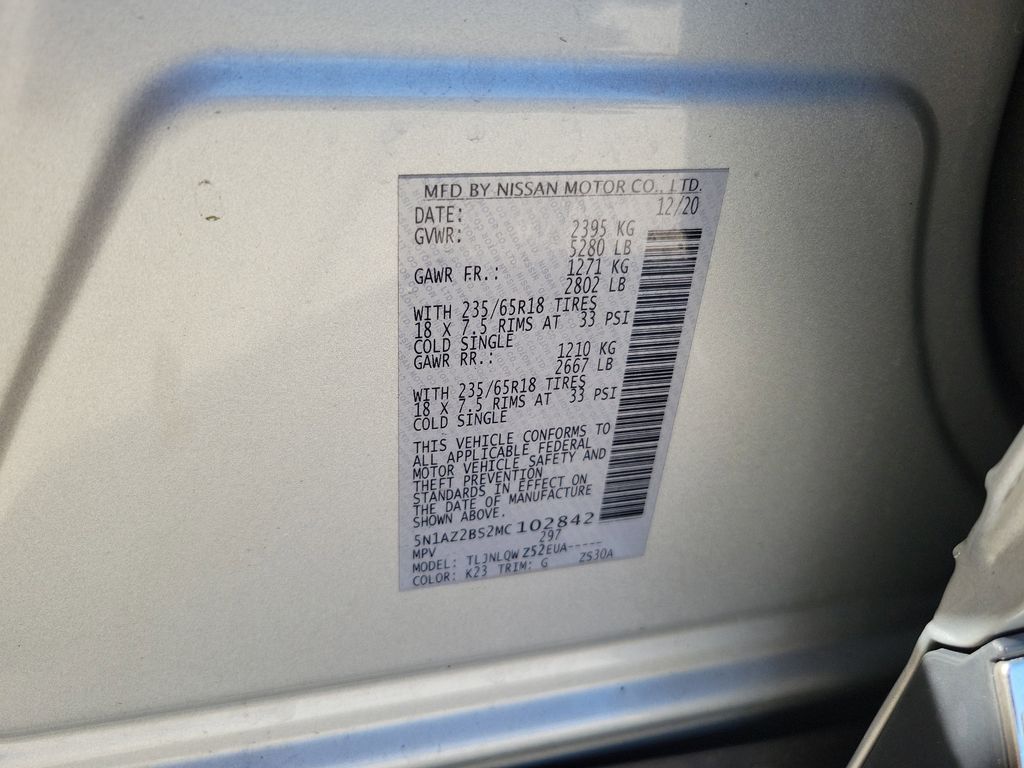 MFD BY NISSAN MOTOR CO., LTD.
DATE: 12/20
GVWR: 2395 KG
5280 LB
GAWR FR.: 1271 KG
2802 LB
WITH 235/65R18 TIRES
18 X 7.5 RIMS AT 33 PSI
COLD SINGLE
GAWR RR.: 1210 KG
2667 LB
WITH 235/65R18 TIRES
18 X 7.5 RIMS AT 33 PSI
COLD SINGLE
THIS VEHICLE CONFORMS TO
ALL APPLICABLE FEDERAL
MOTOR VEHICLE SAFETY AND
THEFT PREVENTION
STANDARDS IN EFFECT ON
THE DATE OF MANUFACTURE
SHOWN ABOVE.
5N1AZ2BS2MC102842
MPV 297
MODEL: TLJNLQW Z52EUA-----
COLOR: K23 TRIM: G ZS30A